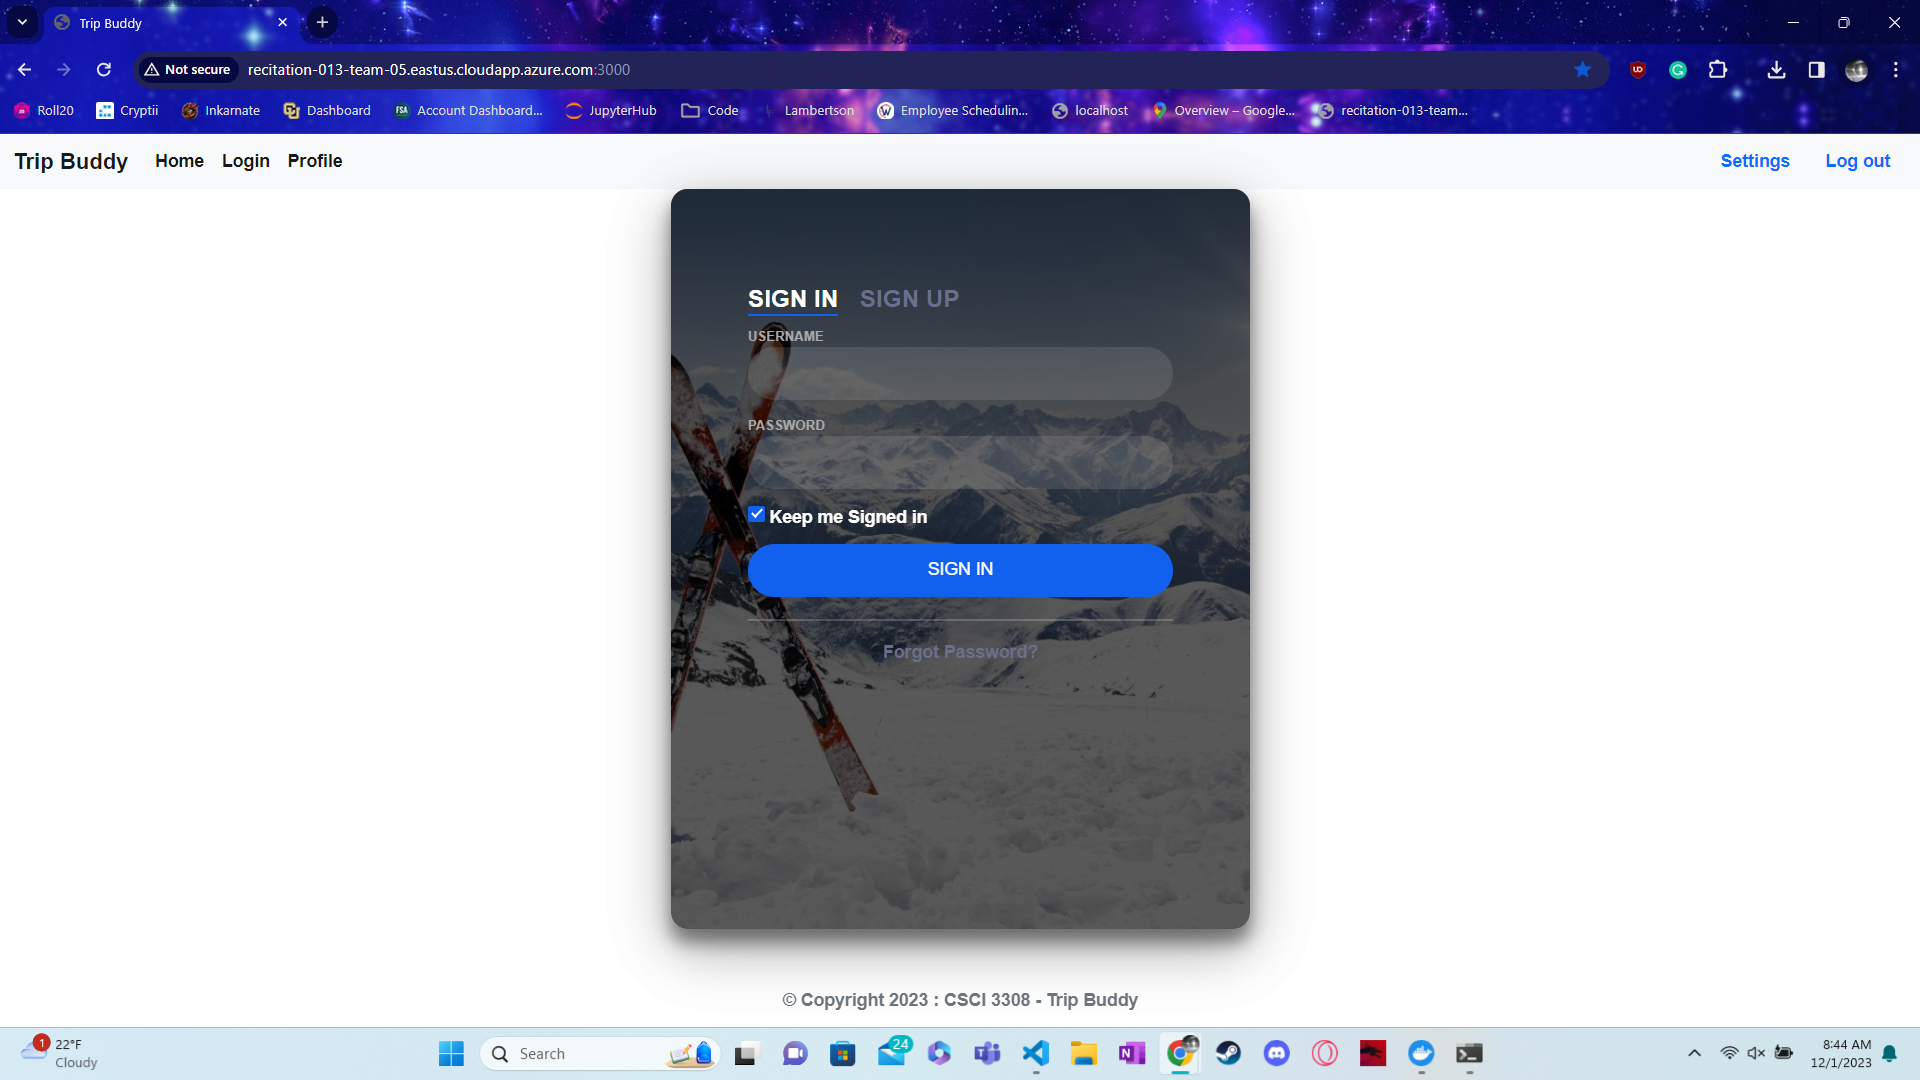 Trip Buddy
Not secure recitation-013-team-05.eastus.cloudapp.azure.com:3000
Roll20 Cryptii Inkarnate Dashboard FSA Account Dashboard... JupyterHub Code Lambertson Employee Schedulin... localhost Overview – Google... recitation-013-team...
Trip Buddy Home Login Profile Settings Log out
SIGN IN SIGN UP
USERNAME
PASSWORD
Keep me Signed in
SIGN IN
Forgot Password?
© Copyright 2023 : CSCI 3308 - Trip Buddy
1 22°F
Cloudy
Search
24
8:44 AM
12/1/2023